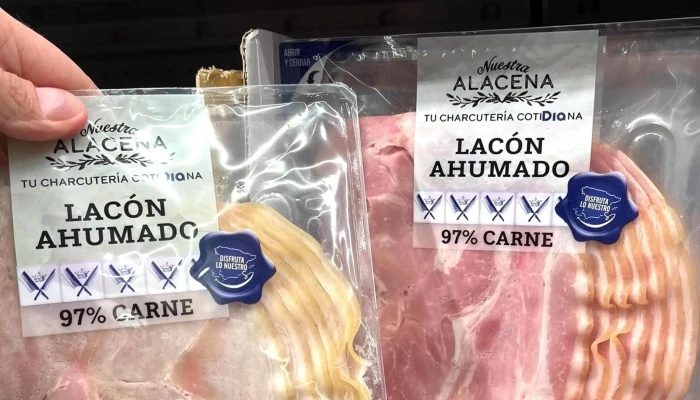 Nuestra
ALACENA
TU CHARCUTERÍA COTIDIANA
LACÓN
AHUMADO
DISFRUTA
LO NUESTRO
97% CARNE
ABRIR
Y CERRAR
Nuestra
ALACENA
TU CHARCUTERÍA COTIDIANA
LACÓN
AHUMADO
DISFRUTA
LO NUESTRO
97% CARNE